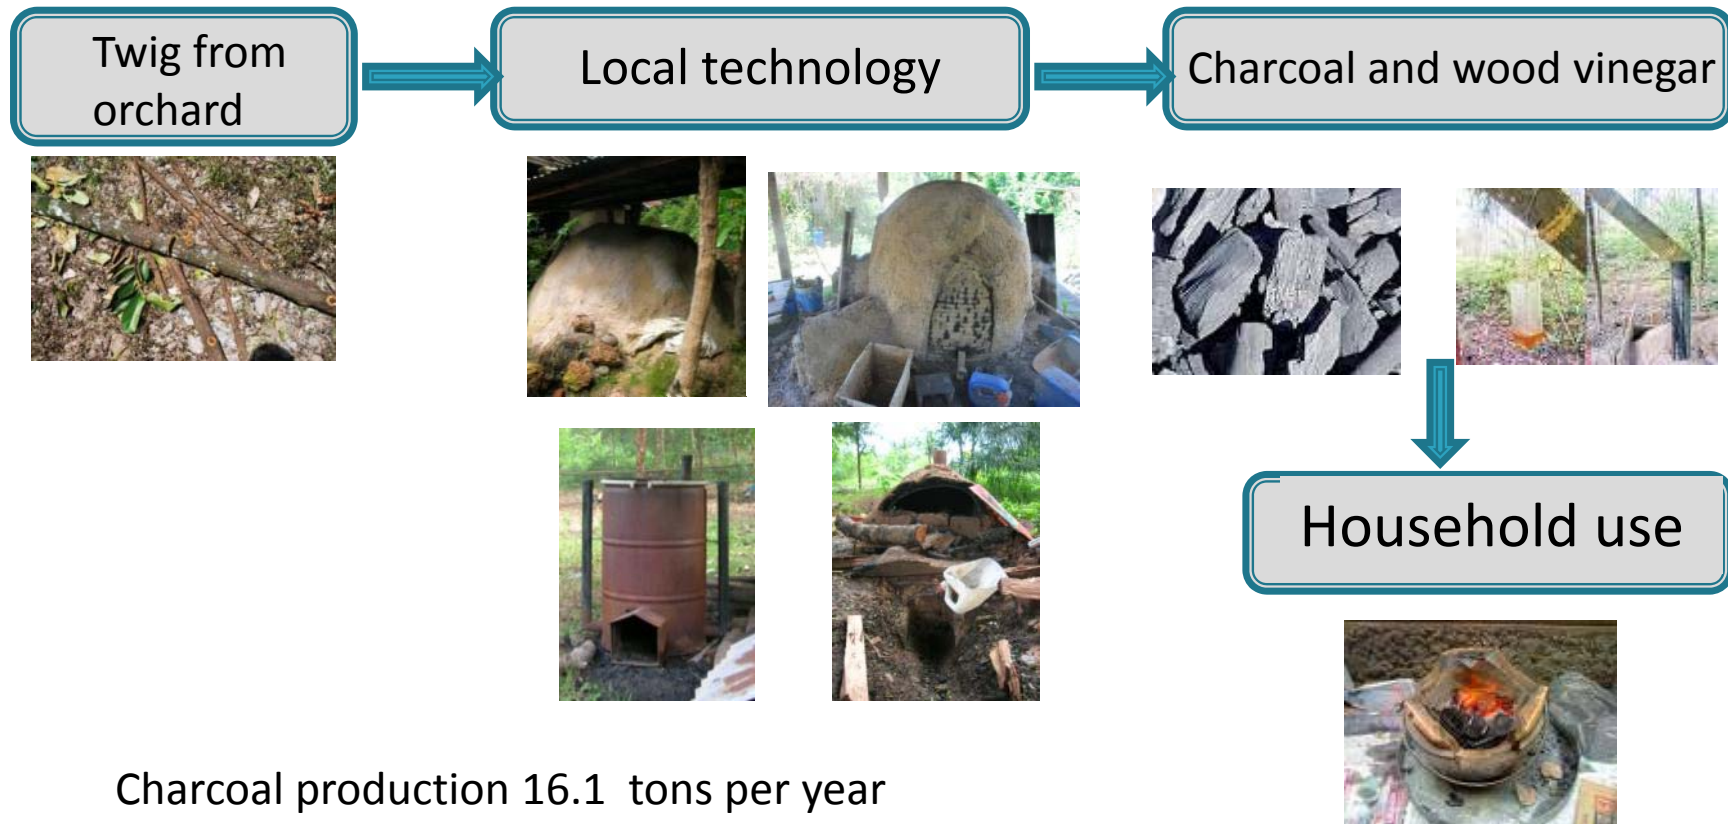 Twig from
orchard
Local technology
Charcoal and wood vinegar
Household use
Charcoal production 16.1  tons per year